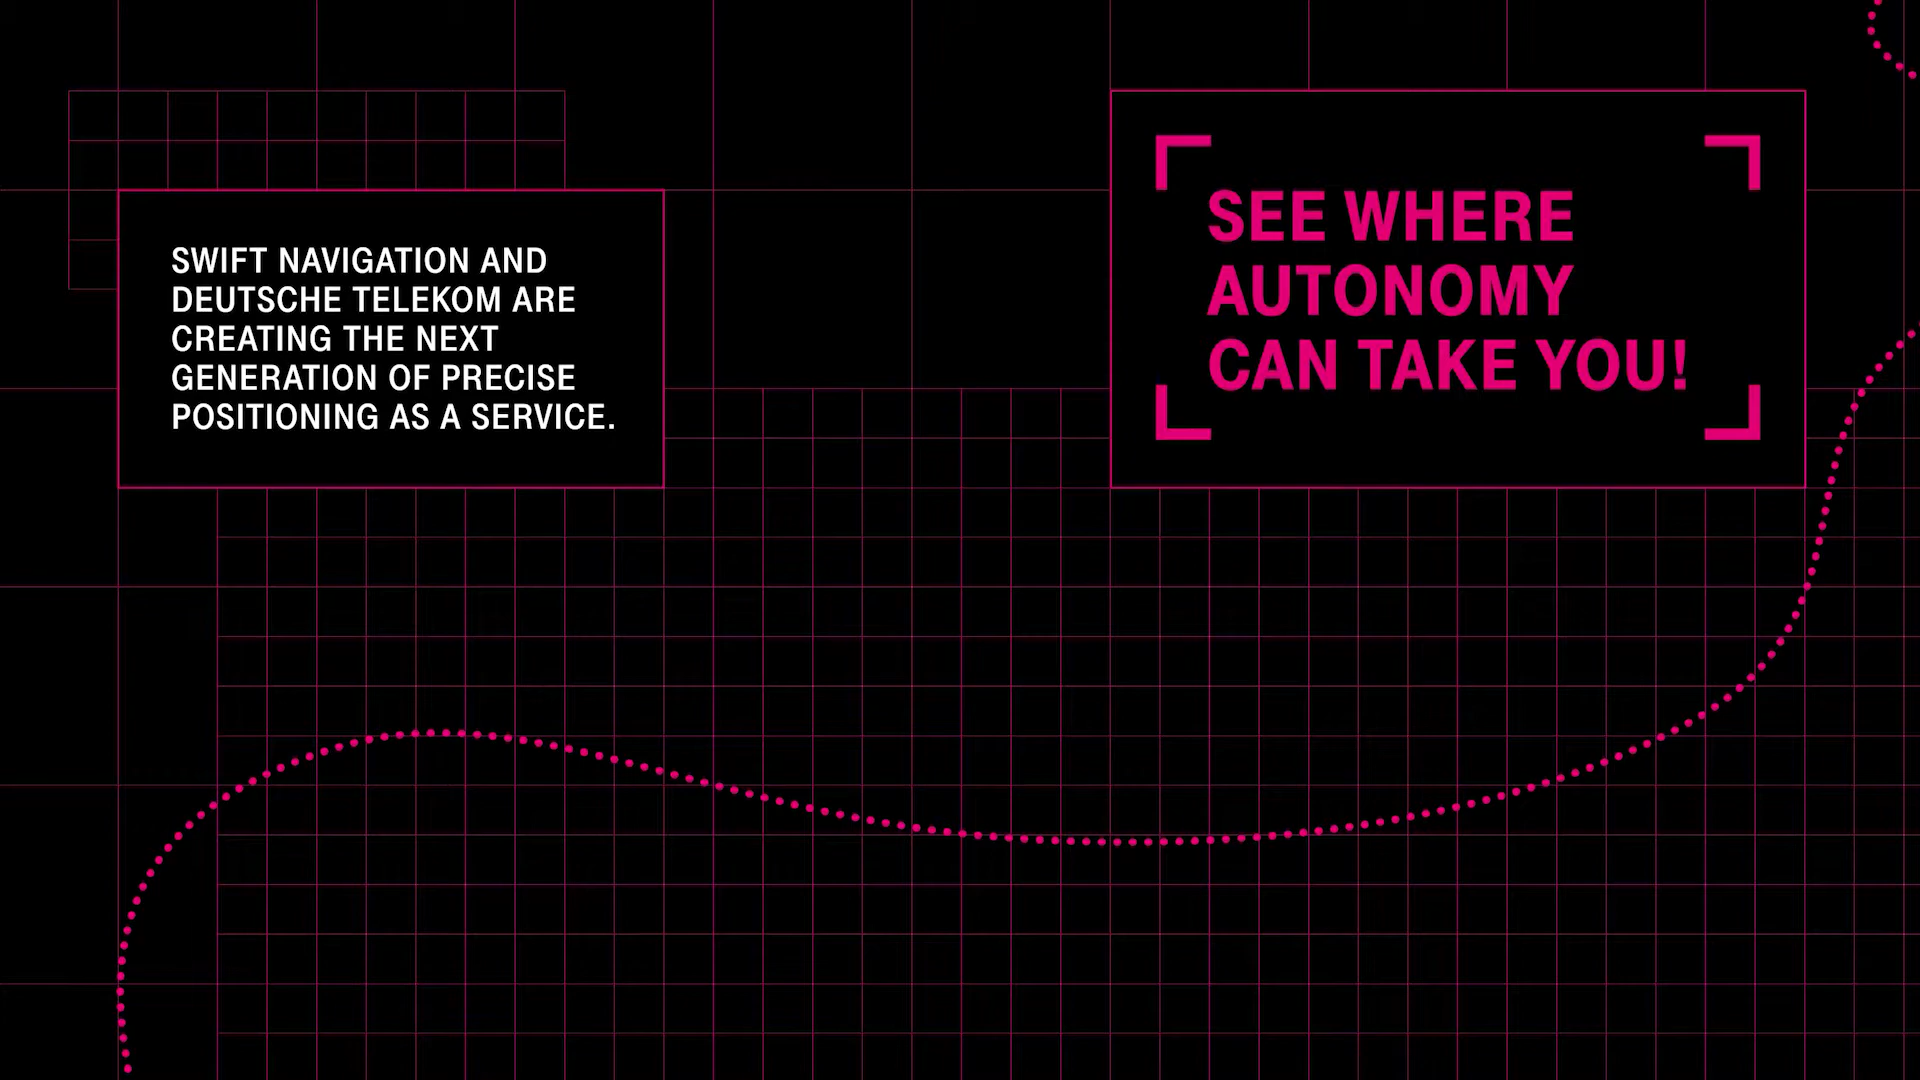 SWIFT NAVIGATION AND
DEUTSCHE TELEKOM ARE
CREATING THE NEXT
GENERATION OF PRECISE
POSITIONING AS A SERVICE.
SEE WHERE
AUTONOMY
CAN TAKE YOU!